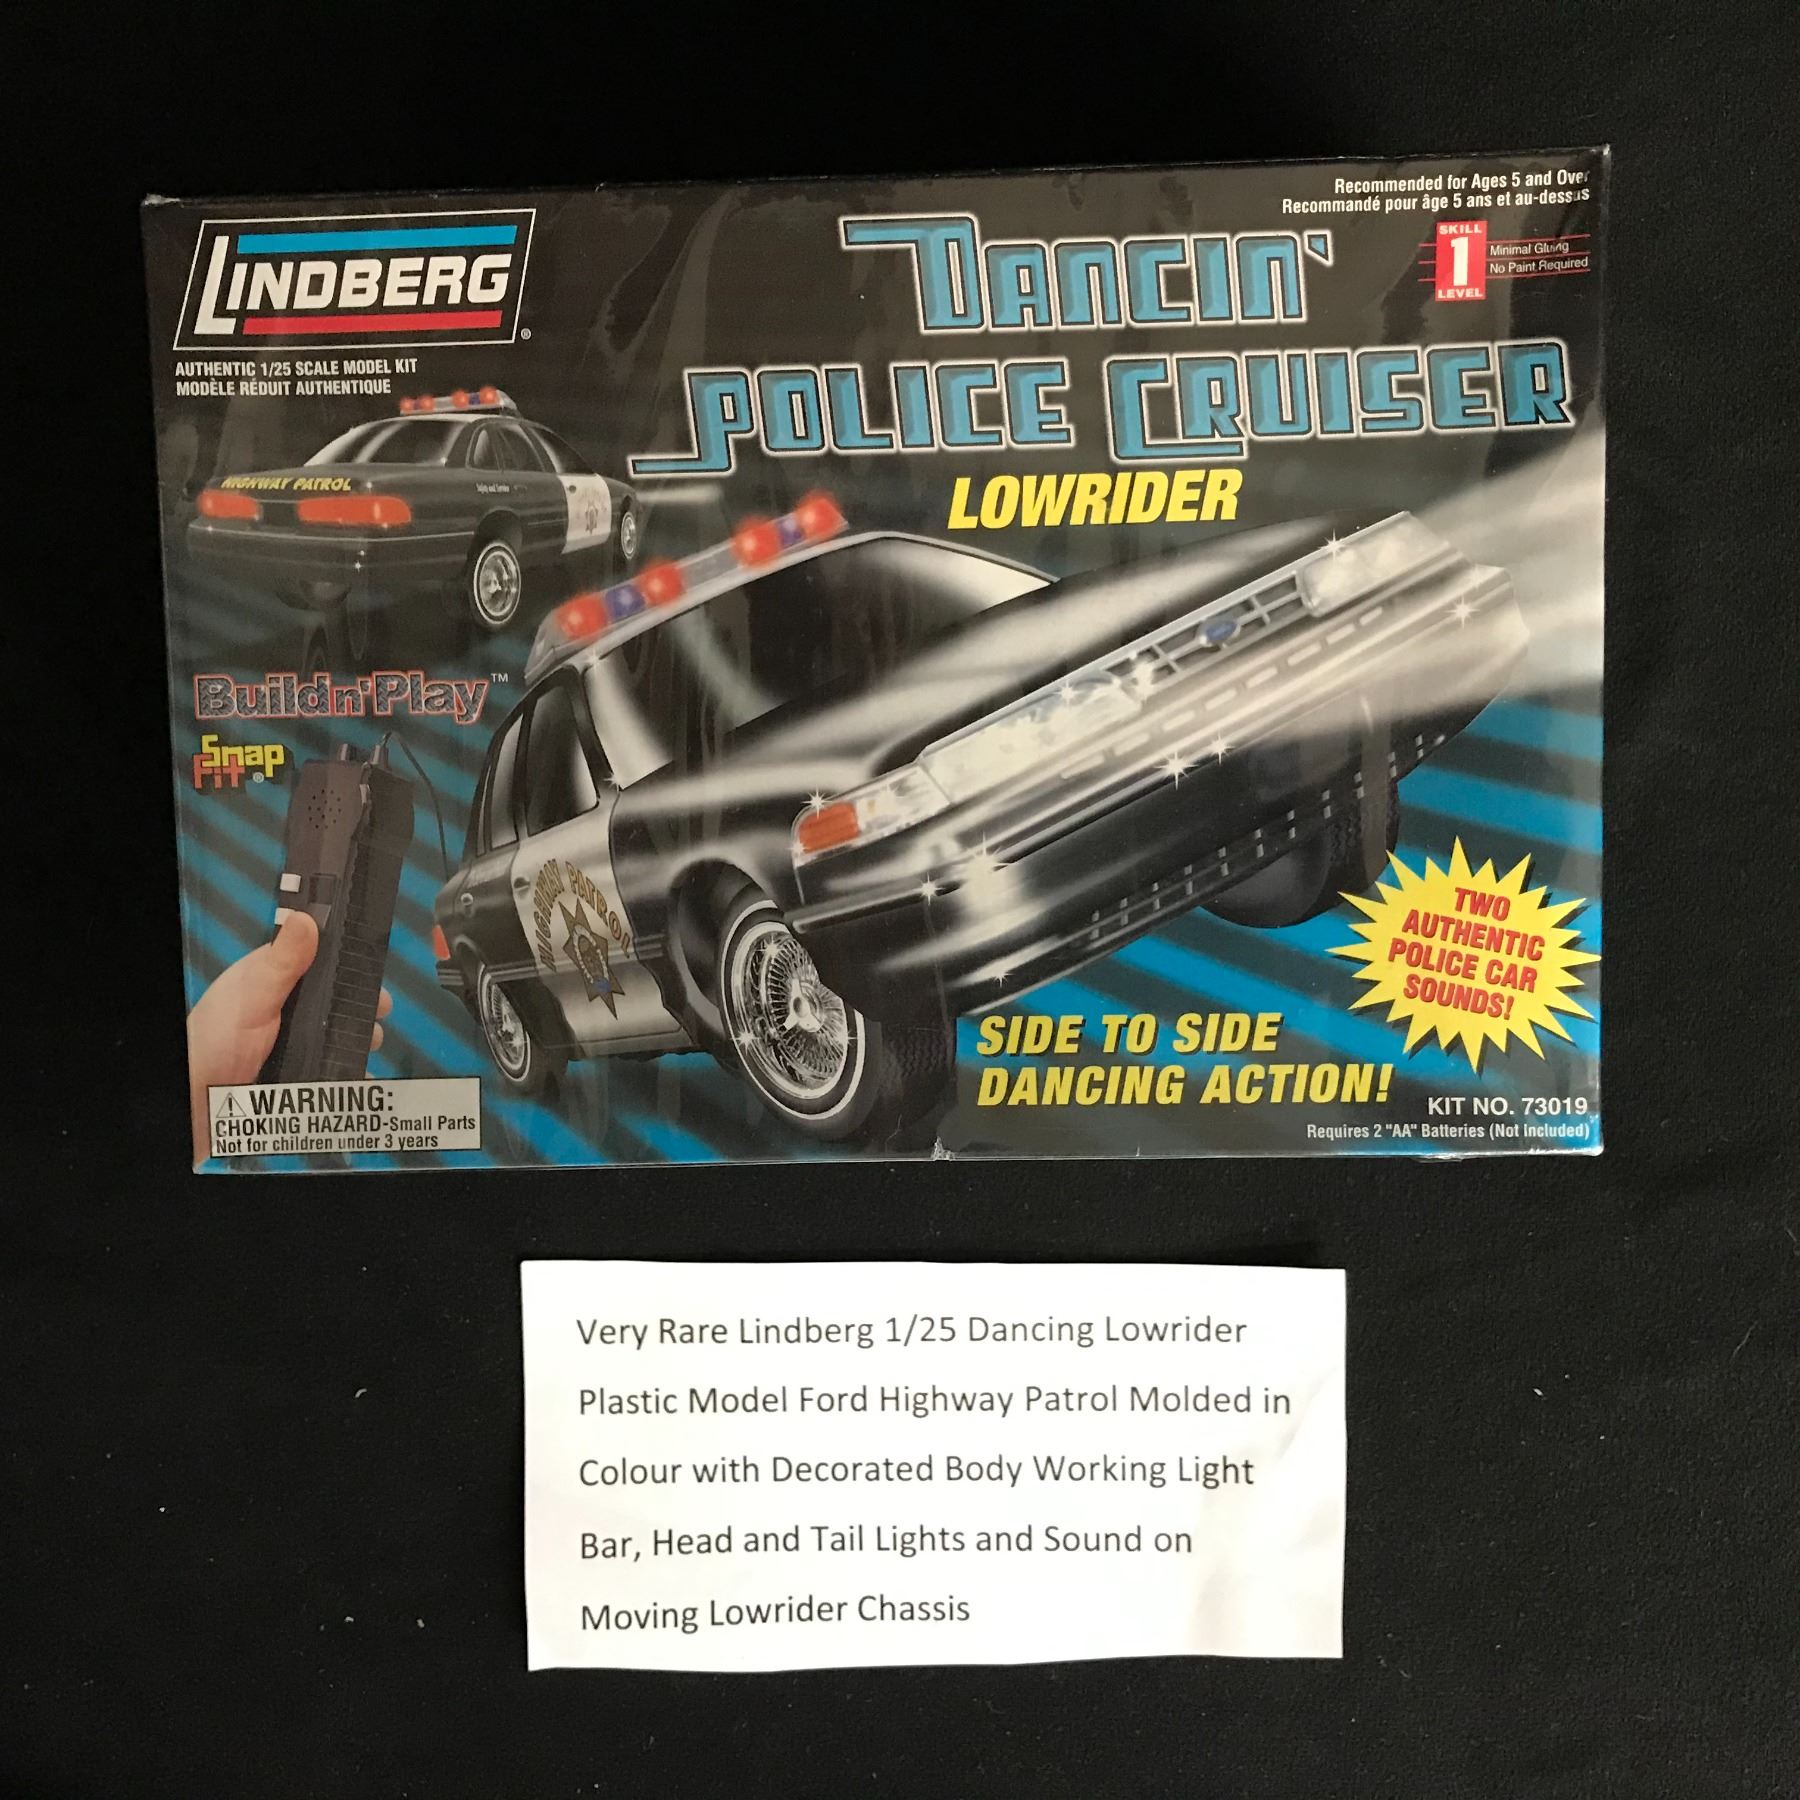 Recommended for Ages 5 and Over
Recommandé pour âge 5 ans et au-dessus
LINDBERG®
DANCIN'
SKILL
1
LEVEL
Minimal Gluing
No Paint Required
AUTHENTIC 1/25 SCALE MODEL KIT
MODÈLE RÉDUIT AUTHENTIQUE
POLICE CRUISER
LOWRIDER
HIGHWAY PATROL
Build n' Play™
Snap
Fit®
HIGHWAY PATROL
TWO
AUTHENTIC
POLICE CAR
SOUNDS!
SIDE TO SIDE
DANCING ACTION!
WARNING:
CHOKING HAZARD-Small Parts
Not for children under 3 years
KIT NO. 73019
Requires 2 "AA" Batteries (Not Included)
Very Rare Lindberg 1/25 Dancing Lowrider
Plastic Model Ford Highway Patrol Molded in
Colour with Decorated Body Working Light
Bar, Head and Tail Lights and Sound on
Moving Lowrider Chassis